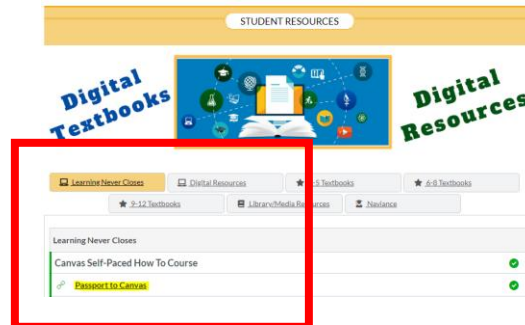 STUDENT RESOURCES
Digital Textbooks
Digital Resources
Learning Never Closes
Digital Resources
5 Textbooks
6-8 Textbooks
9-12 Textbooks
Library/Media Resources
Naviance
Learning Never Closes
Canvas Self-Paced How To Course
Passport to Canvas